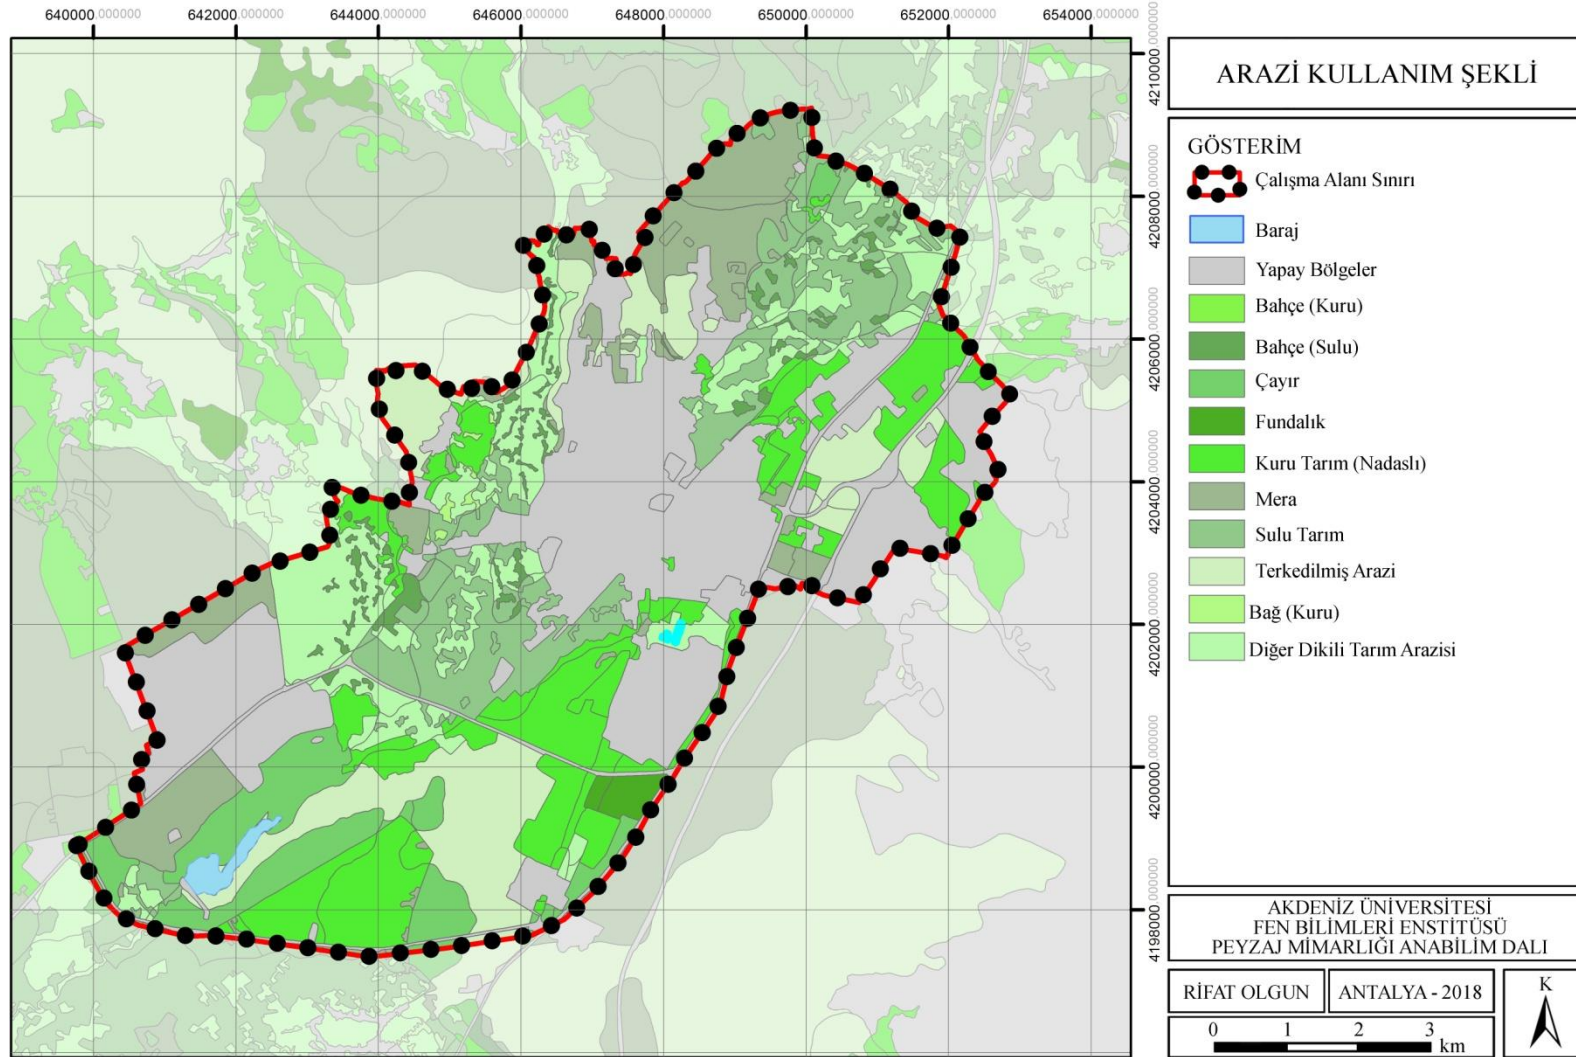 640000.000000 642000.000000 644000.000000 646000.000000 648000.000000 650000.000000 652000.000000 654000.000000
4210000.000000
4208000.000000
4206000.000000
4204000.000000
4202000.000000
4200000.000000
4198000.000000
ARAZİ KULLANIM ŞEKLİ
GÖSTERİM
Çalışma Alanı Sınırı
Baraj
Yapay Bölgeler
Bahçe (Kuru)
Bahçe (Sulu)
Çayır
Fundalık
Kuru Tarım (Nadaslı)
Mera
Sulu Tarım
Terkedilmiş Arazi
Bağ (Kuru)
Diğer Dikili Tarım Arazisi
AKDENİZ ÜNİVERSİTESİ
FEN BİLİMLERİ ENSTİTÜSÜ
PEYZAJ MİMARLIĞI ANABİLİM DALI
RİFAT OLGUN
ANTALYA - 2018
K
0 1 2 3
km